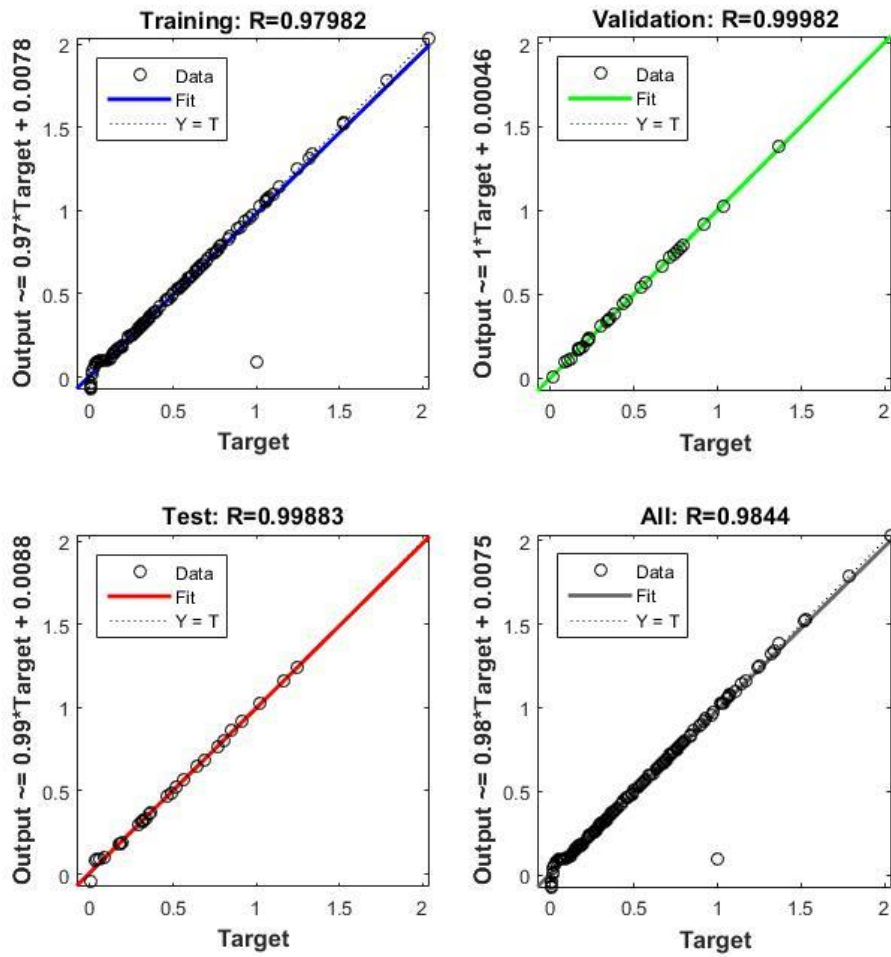 Training: R=0.97982
Output ~= 0.97*Target + 0.0078
2
1.5
1
0.5
0
Data
Fit
Y = T
0 0.5 1 1.5 2
Target
Validation: R=0.99982
Output ~= 1*Target + 0.00046
2
1.5
1
0.5
0
Data
Fit
Y = T
0 0.5 1 1.5 2
Target
Test: R=0.99883
Output ~= 0.99*Target + 0.0088
2
1.5
1
0.5
0
Data
Fit
Y = T
0 0.5 1 1.5 2
Target
All: R=0.9844
Output ~= 0.98*Target + 0.0075
2
1.5
1
0.5
0
Data
Fit
Y = T
0 0.5 1 1.5 2
Target